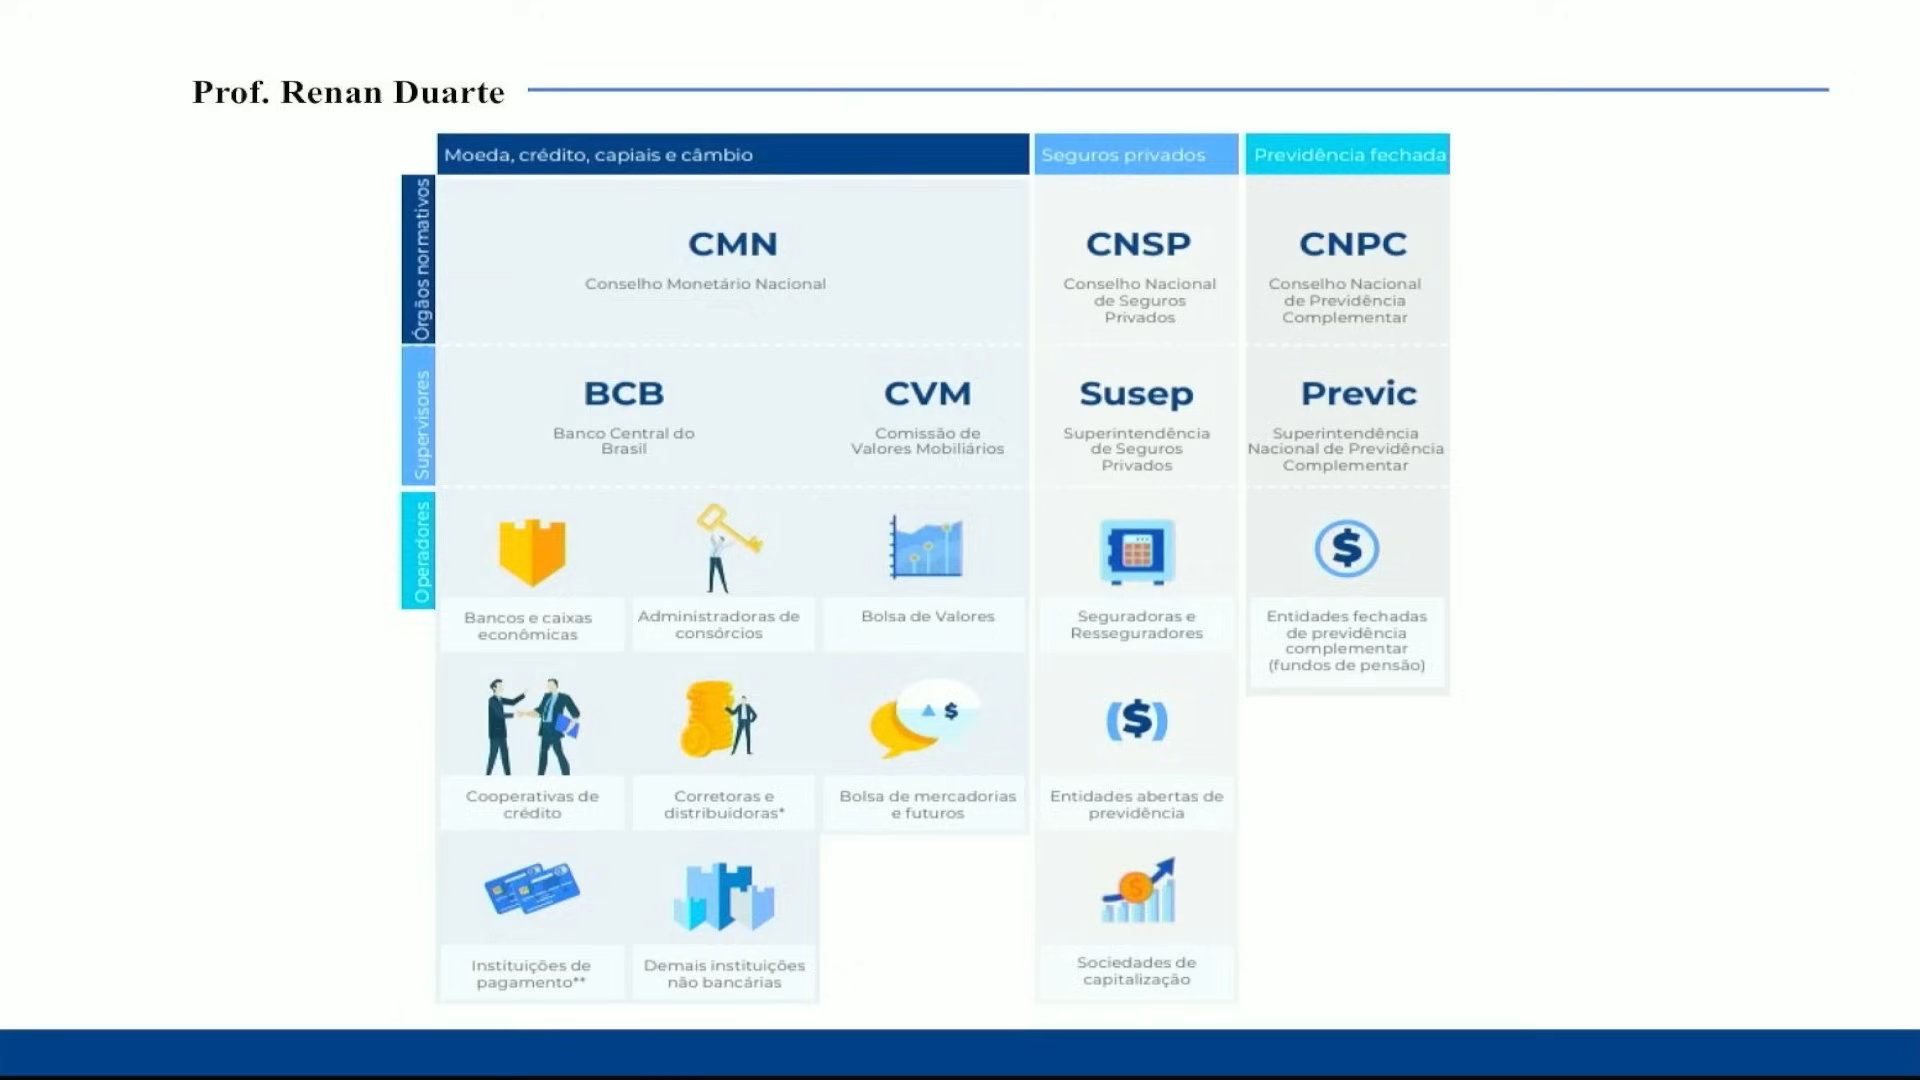 Prof. Renan Duarte
Moeda, crédito, capiais e câmbio
Seguros privados
Previdência fechada
Órgãos normativos
CMN
Conselho Monetário Nacional
CNSP
Conselho Nacional
de Seguros
Privados
CNPC
Conselho Nacional
de Previdência
Complementar
Supervisores
BCB
Banco Central do
Brasil
CVM
Comissão de
Valores Mobiliários
Susep
Superintendência
de Seguros
Privados
Previc
Superintendência
Nacional de Previdência
Complementar
Operadores
Bancos e caixas
econômicas
Administradoras de
consórcios
Bolsa de Valores
Seguradoras e
Resseguradores
$
Entidades fechadas
de previdência
complementar
(fundos de pensão)
Cooperativas de
crédito
Corretoras e
distribuidoras*
$
Bolsa de mercadorias
e futuros
($)
Entidades abertas de
previdência
Instituições de
pagamento**
Demais instituições
não bancárias
$
Sociedades de
capitalização